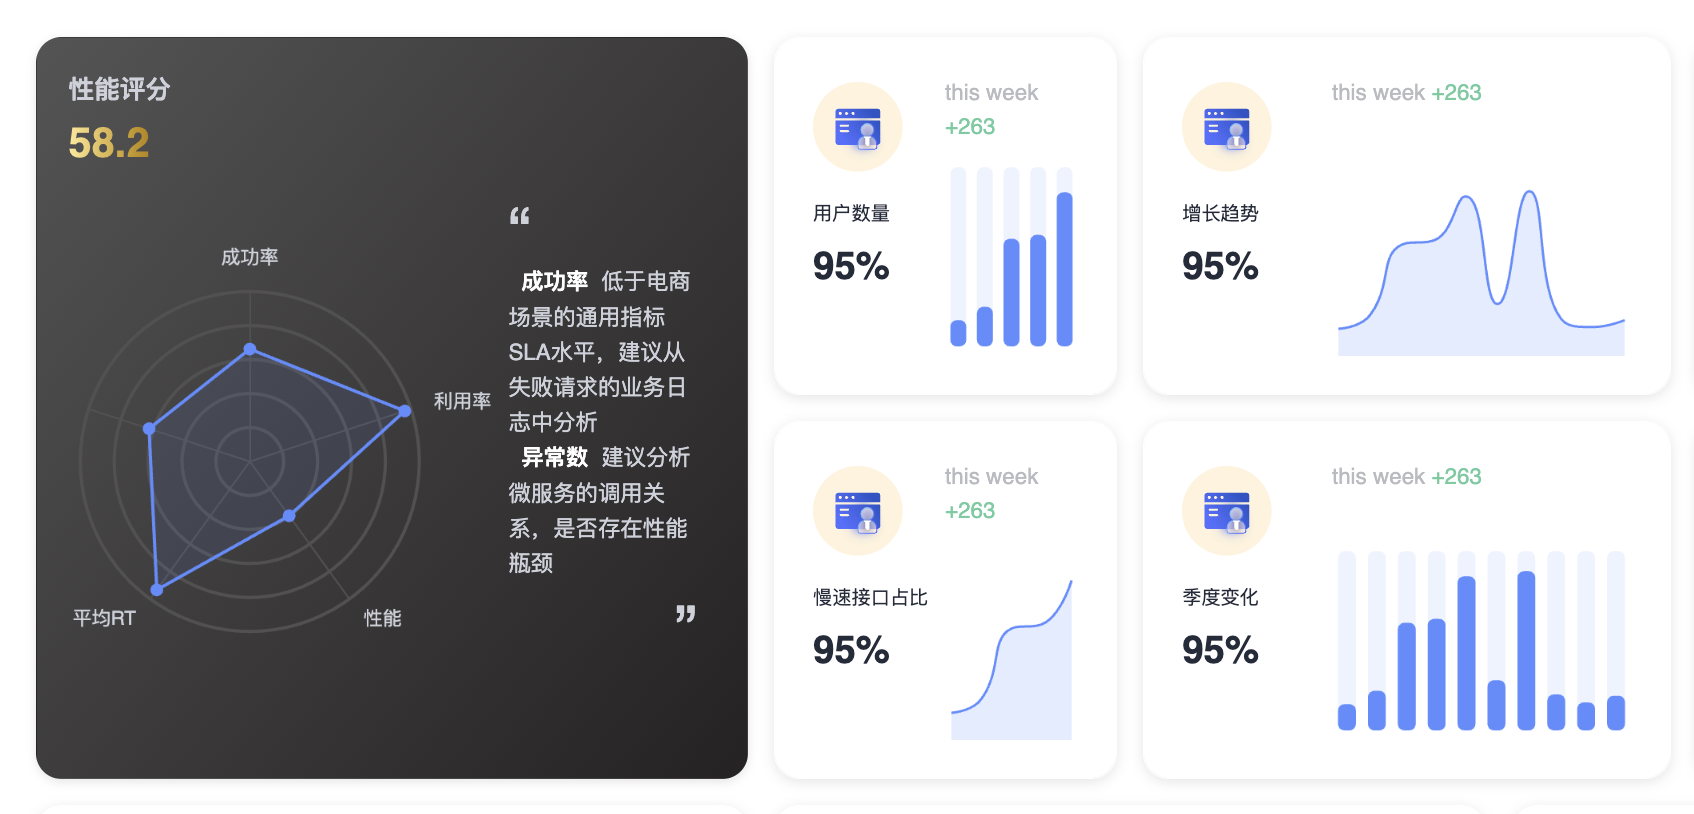 性能评分
58.2
成功率
利用率
性能
平均RT
“
成功率 低于电商
场景的通用指标
SLA水平，建议从
失败请求的业务日
志中分析
异常数 建议分析
微服务的调用关
系，是否存在性能
瓶颈
”
this week
+263
用户数量
95%
this week +263
增长趋势
95%
this week
+263
慢速接口占比
95%
this week +263
季度变化
95%